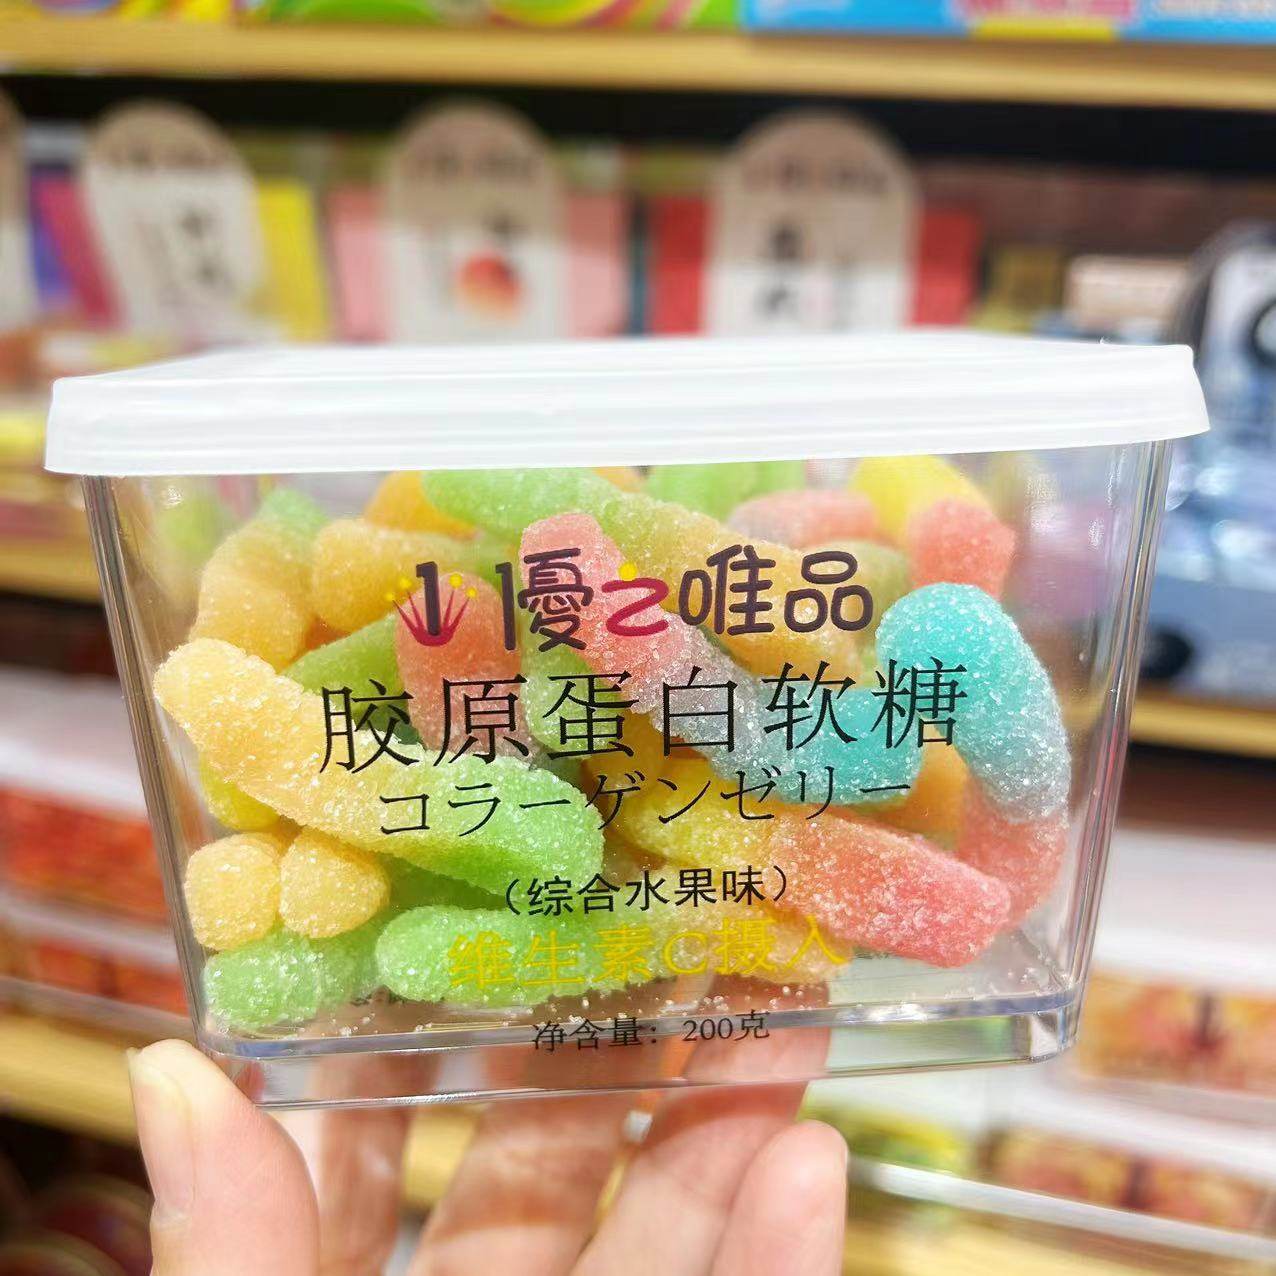 小優之唯品
胶原蛋白软糖
コラーゲンゼリー
(综合水果味)
维生素C摄入
净含量: 200克